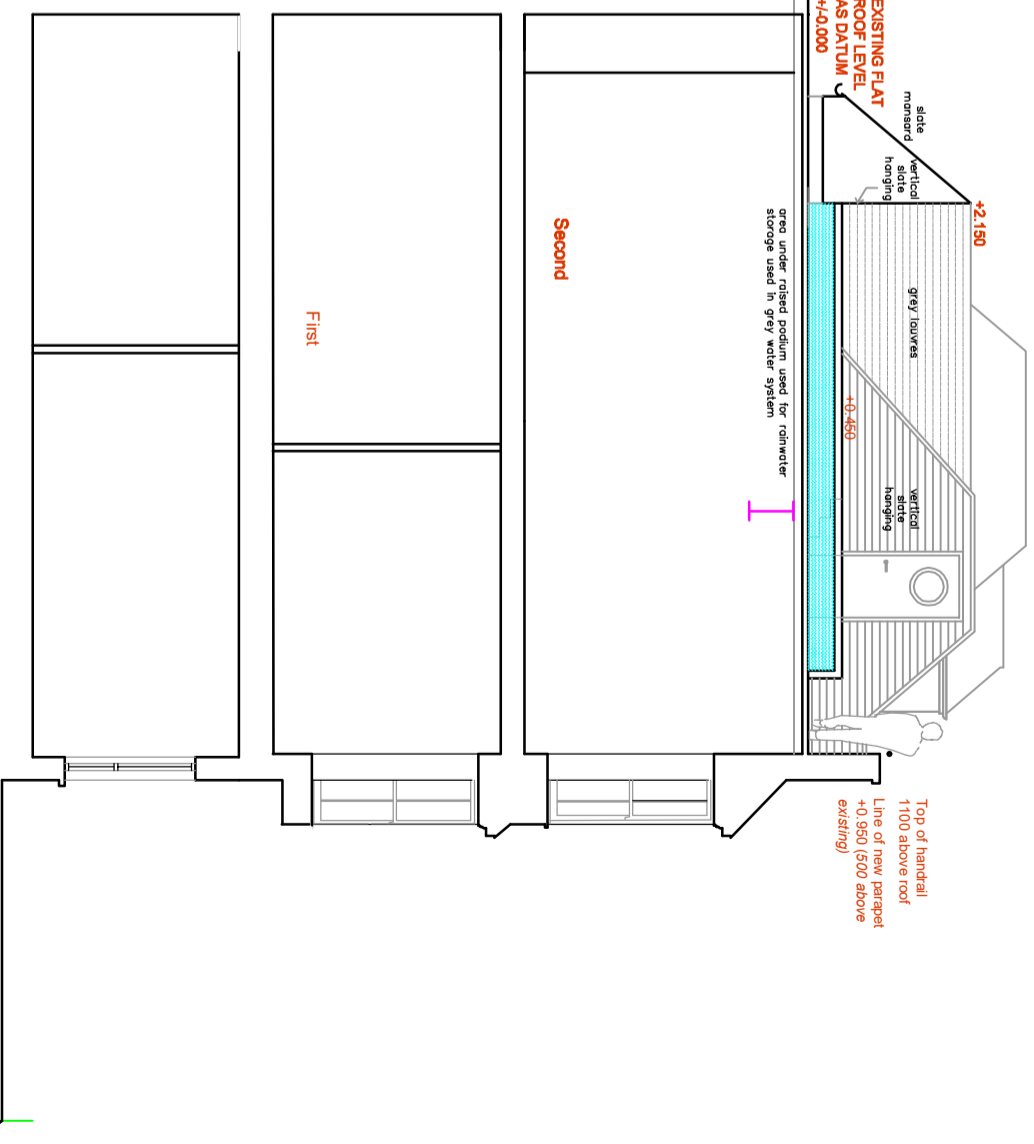 EXISTING FLAT
ROOF LEVEL
AS DATUM
+/-0.000
slate
mansard
vertical
slate
hanging
+2.150
grey louvres
+0.450
vertical
slate
hanging
area under raised podium used for rainwater
storage used in grey water system
Second
First
Top of handrail
1100 above roof
Line of new parapet
+0.950 (500 above
existing)